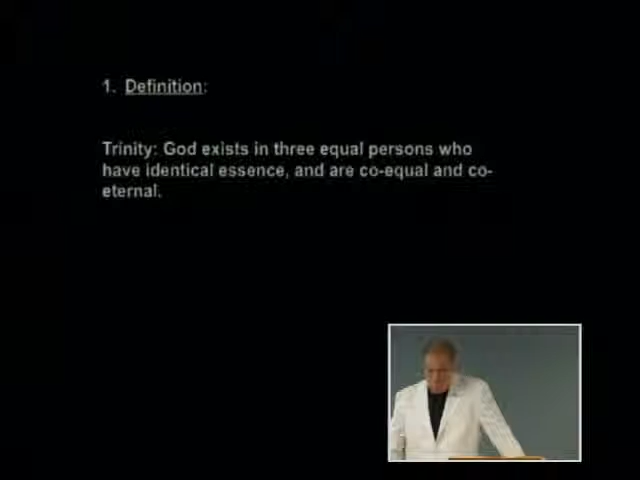 1. Definition:
Trinity: God exists in three equal persons who
have identical essence, and are co-equal and co-
eternal.